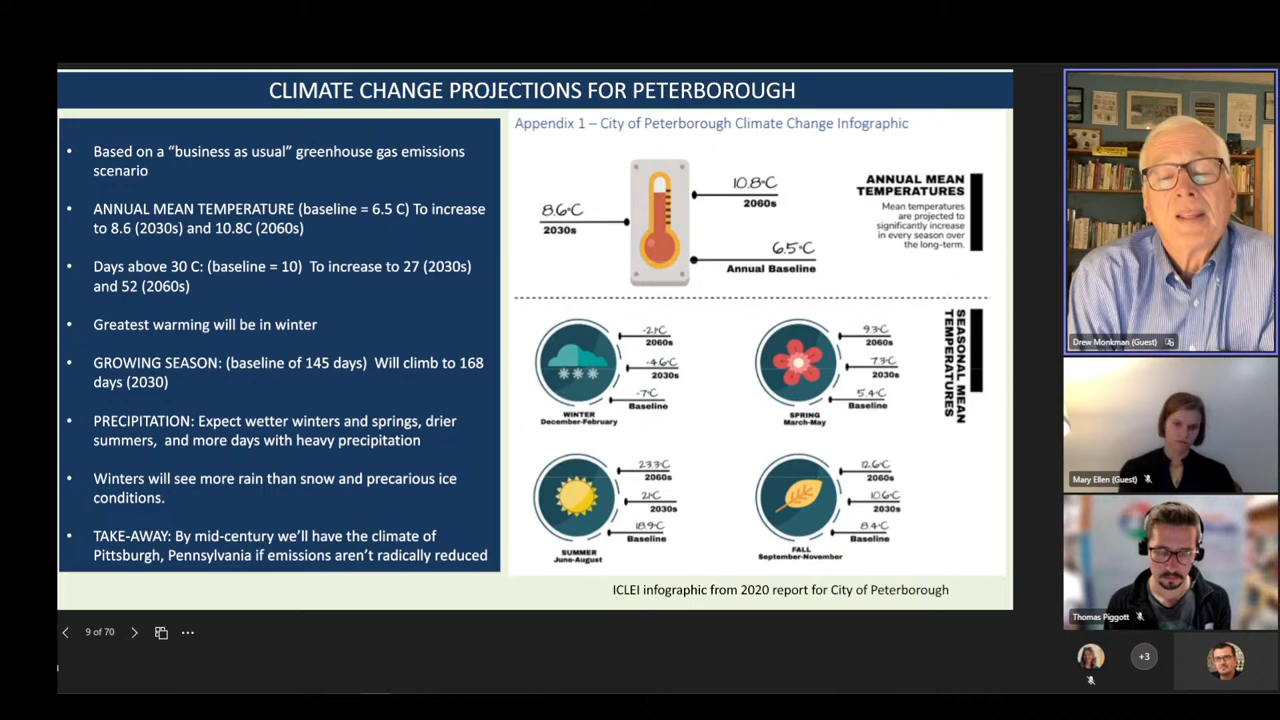 CLIMATE CHANGE PROJECTIONS FOR PETERBOROUGH
• Based on a “business as usual” greenhouse gas emissions
scenario
• ANNUAL MEAN TEMPERATURE (baseline = 6.5 C) To increase
to 8.6 (2030s) and 10.8C (2060s)
• Days above 30 C: (baseline = 10) To increase to 27 (2030s)
and 52 (2060s)
• Greatest warming will be in winter
• GROWING SEASON: (baseline of 145 days) Will climb to 168
days (2030)
• PRECIPITATION: Expect wetter winters and springs, drier
summers, and more days with heavy precipitation
• Winters will see more rain than snow and precarious ice
conditions.
• TAKE-AWAY: By mid-century we’ll have the climate of
Pittsburgh, Pennsylvania if emissions aren’t radically reduced
Appendix 1 – City of Peterborough Climate Change Infographic
8.6°C
2030s
10.8°C
2060s
6.5°C
Annual Baseline
ANNUAL MEAN
TEMPERATURES
Mean temperatures
are projected to
significantly increase
in every season over
the long-term.
-2.1°C
2060s
-4.6°C
2030s
-7°C
Baseline
WINTER
December-February
9.3°C
2060s
7.3°C
2030s
5.4°C
Baseline
SPRING
March-May
SEASONAL MEAN
TEMPERATURES
23.3°C
2060s
21°C
2030s
18.9°C
Baseline
SUMMER
June-August
12.6°C
2060s
10.6°C
2030s
8.4°C
Baseline
FALL
September-November
ICLEI infographic from 2020 report for City of Peterborough
9 of 70
Drew Monkman (Guest)
Mary Ellen (Guest)
Thomas Piggott
+3